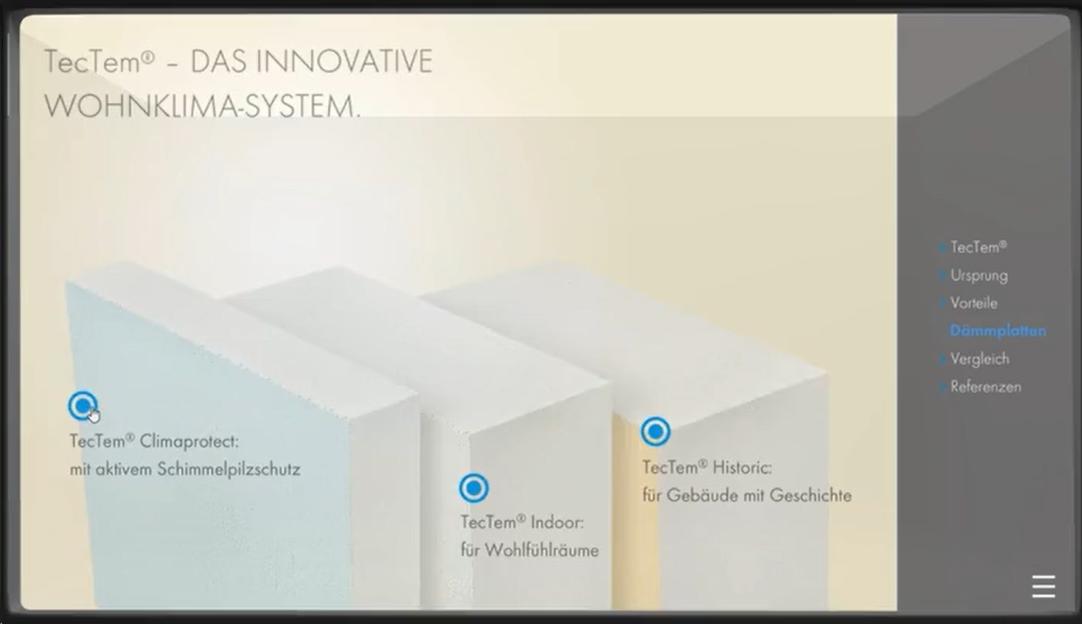 TecTem® – DAS INNOVATIVE
WOHNKLIMA-SYSTEM.
TecTem® Climaprotect:
mit aktivem Schimmelpilzschutz
TecTem® Indoor:
für Wohlfühlräume
TecTem® Historic:
für Gebäude mit Geschichte
TecTem®
Ursprung
Vorteile
Dämmplatten
Vergleich
Referenzen